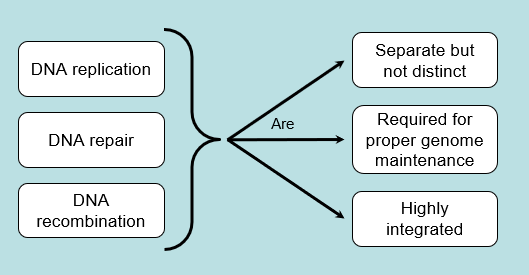 DNA replication
DNA repair
DNA
recombination
Are
Separate but
not distinct
Required for
proper genome
maintenance
Highly
integrated